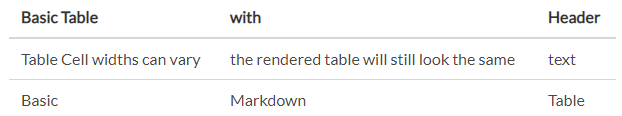 Basic Table with Header
Table Cell widths can vary the rendered table will still look the same text
Basic Markdown Table